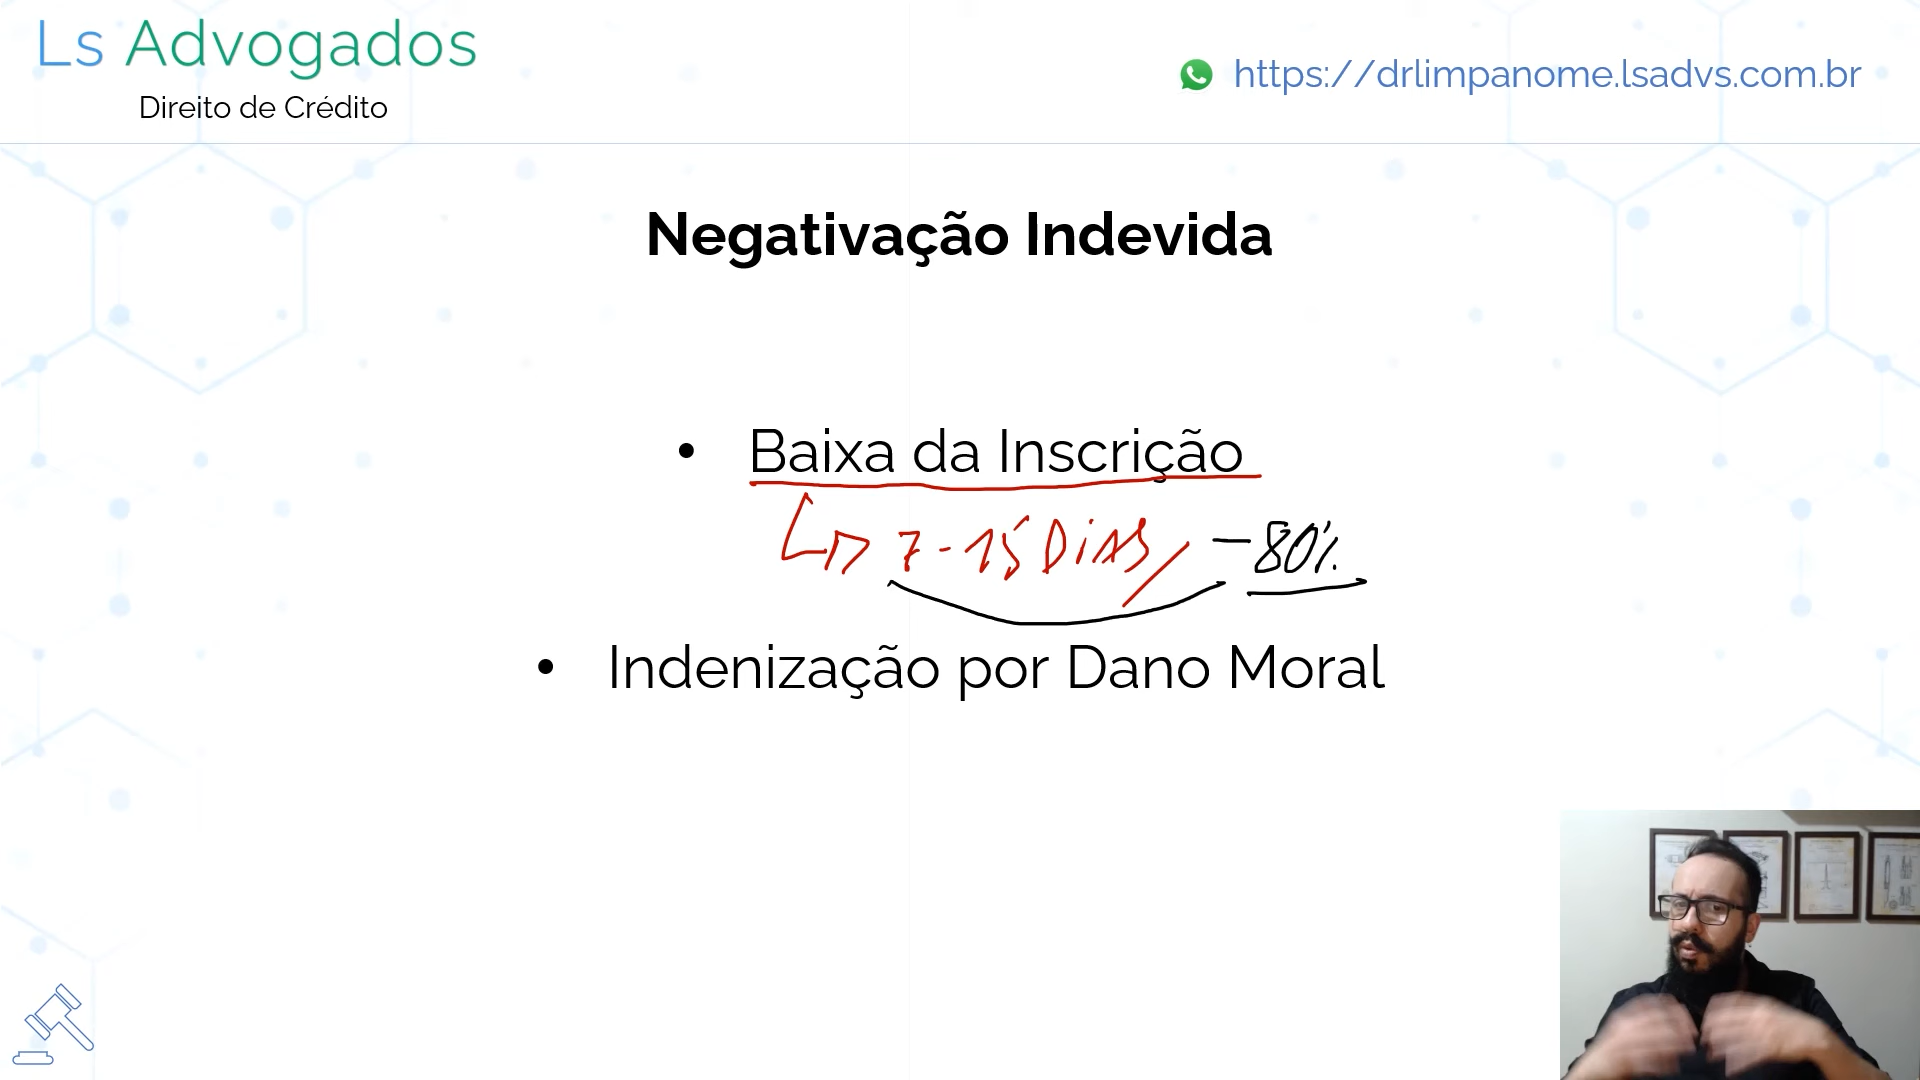 Ls Advogados
Direito de Crédito
https://drlimpanome.lsadvs.com.br
Negativação Indevida
• Baixa da Inscrição
7-15 DiAS, - 80%
• Indenização por Dano Moral